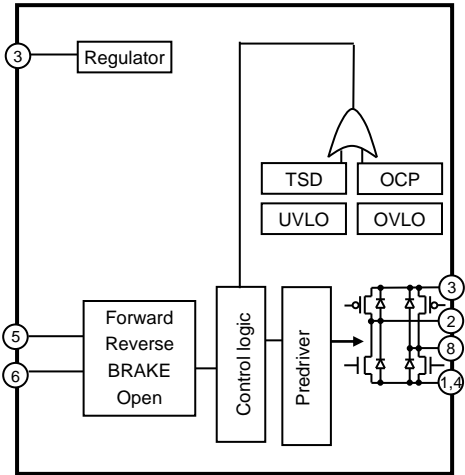 3
Regulator
TSD
OCP
UVLO
OVLO
3
2
8
1,4
5
6
Forward
Reverse
BRAKE
Open
Control logic
Predriver